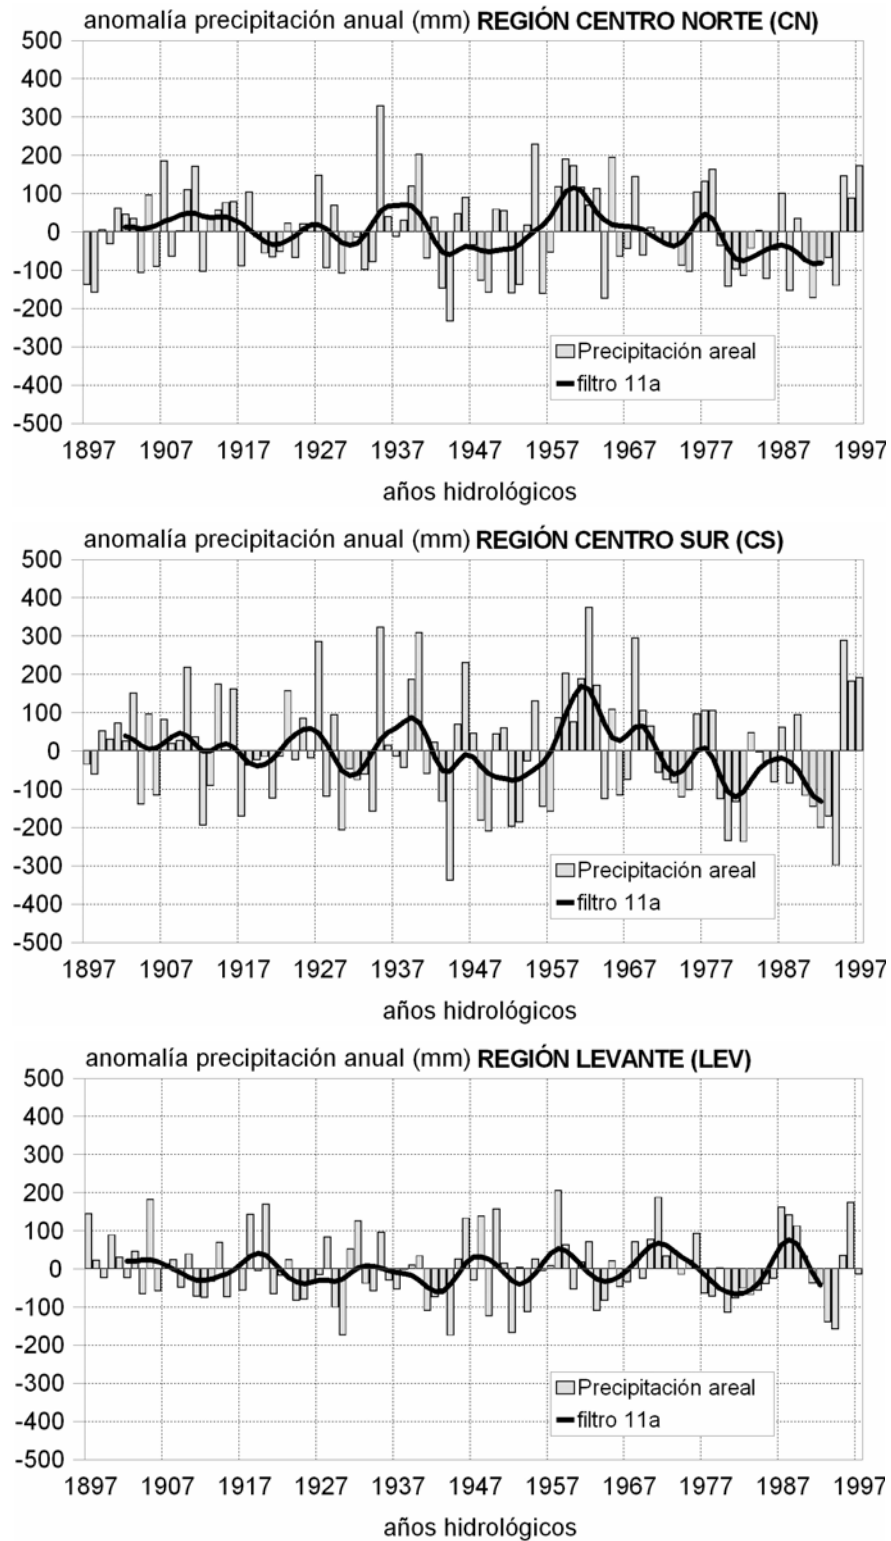 anomalía precipitación anual (mm) REGIÓN CENTRO NORTE (CN)
500
400
300
200
100
0
-100
-200
-300
-400
-500
Precipitación areal
filtro 11a
1897 1907 1917 1927 1937 1947 1957 1967 1977 1987 1997
años hidrológicos
anomalía precipitación anual (mm) REGIÓN CENTRO SUR (CS)
500
400
300
200
100
0
-100
-200
-300
-400
-500
Precipitación areal
filtro 11a
1897 1907 1917 1927 1937 1947 1957 1967 1977 1987 1997
años hidrológicos
anomalía precipitación anual (mm) REGIÓN LEVANTE (LEV)
500
400
300
200
100
0
-100
-200
-300
-400
-500
Precipitación areal
filtro 11a
1897 1907 1917 1927 1937 1947 1957 1967 1977 1987 1997
años hidrológicos